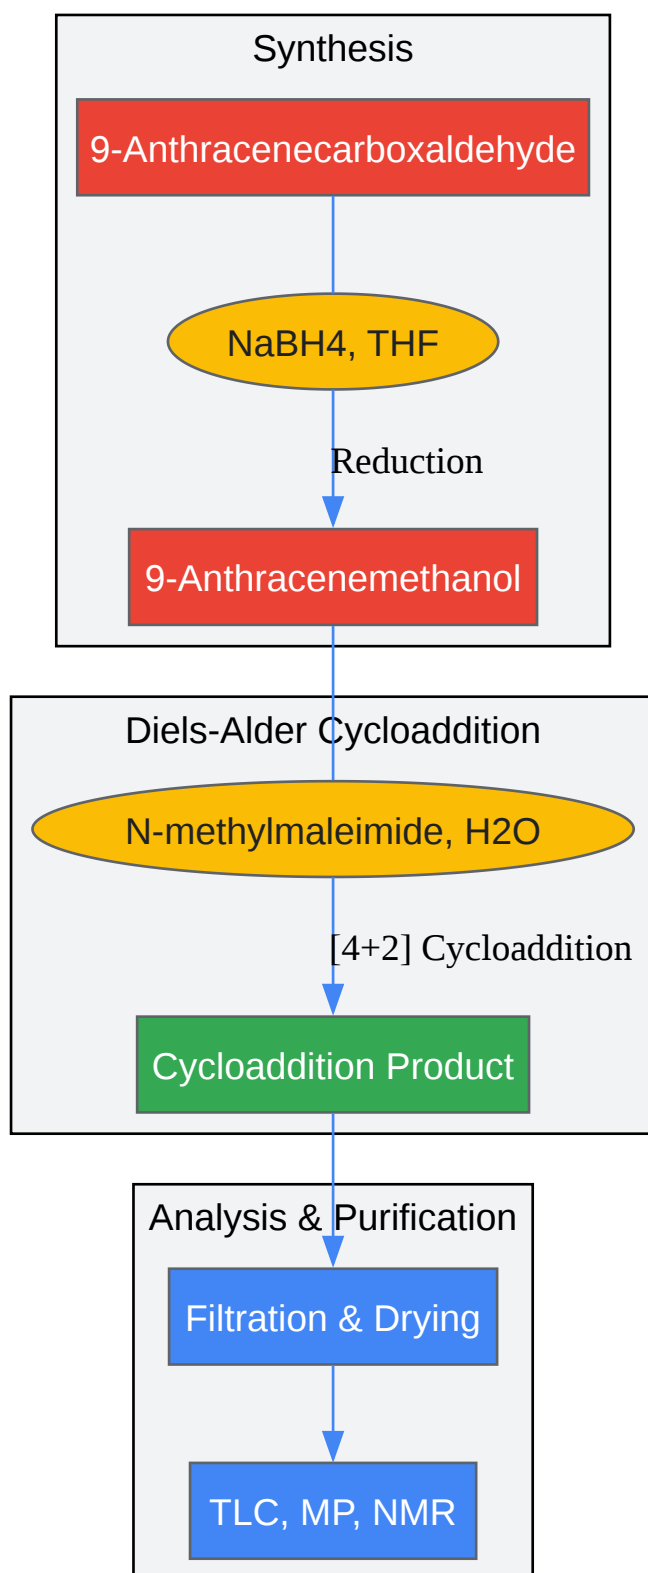 Synthesis
9-Anthracenecarboxaldehyde
NaBH4, THF
Reduction
9-Anthracenemethanol
Diels-Alder Cycloaddition
N-methylmaleimide, H2O
[4+2] Cycloaddition
Cycloaddition Product
Analysis & Purification
Filtration & Drying
TLC, MP, NMR